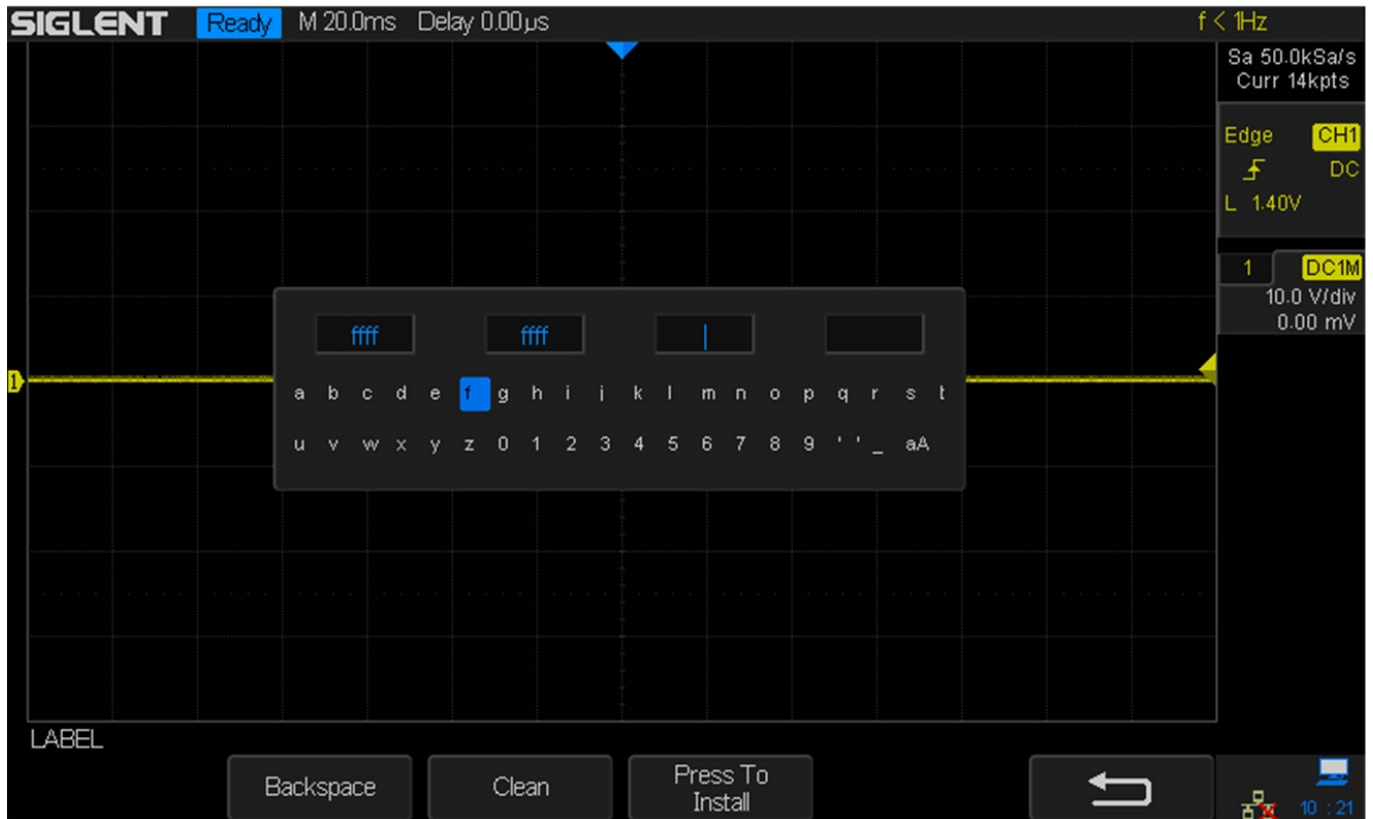 SIGLENT Ready M 20.0ms Delay 0.00µs f < 1Hz
Sa 50.0kSa/s
Curr 14kpts
Edge CH1
DC
L 1.40V
1 DC1M
10.0 V/div
0.00 mV
ffff ffff
1
a b c d e f g h i j k l m n o p q r s t
u v w x y z 0 1 2 3 4 5 6 7 8 9 ' ' _ aA
LABEL
Backspace
Clean
Press To
Install
10 : 21